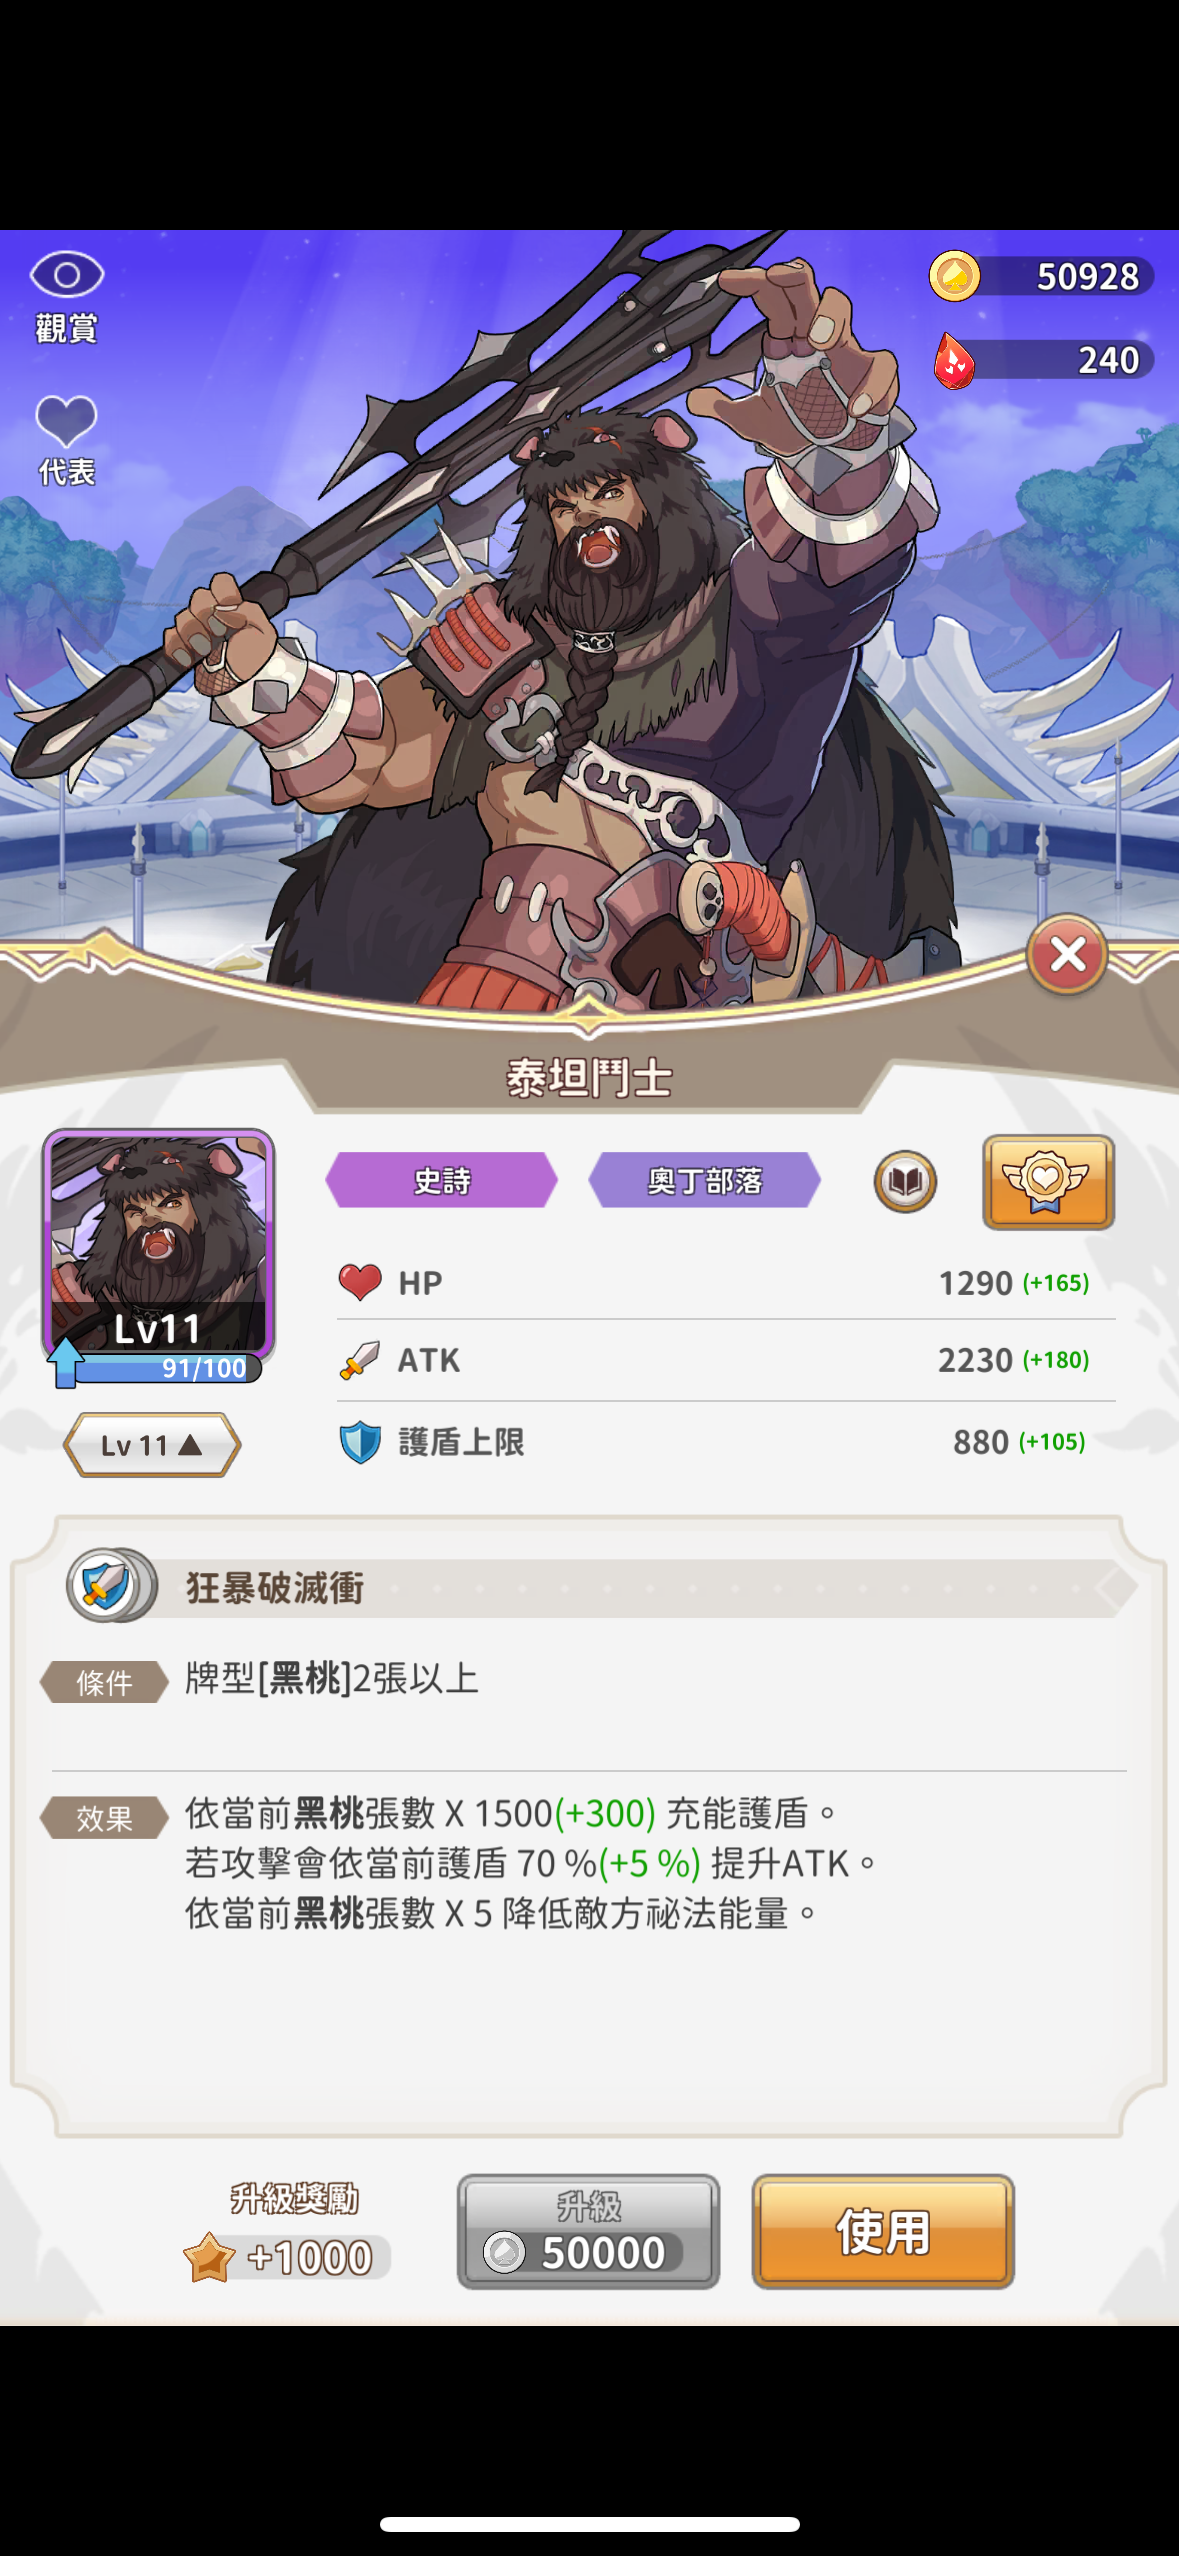 觀賞
50928
240
代表
泰坦鬥士
史詩
奧丁部落
Lv11
91/100
Lv 11 ▲
HP
1290 (+165)
ATK
2230 (+180)
護盾上限
880 (+105)
狂暴破滅衝
條件
牌型[黑桃]2張以上
效果
依當前黑桃張數 X 1500(+300) 充能護盾。
若攻擊會依當前護盾 70 %(+5 %) 提升ATK。
依當前黑桃張數 X 5 降低敵方祕法能量。
升級獎勵
+1000
升級
50000
使用